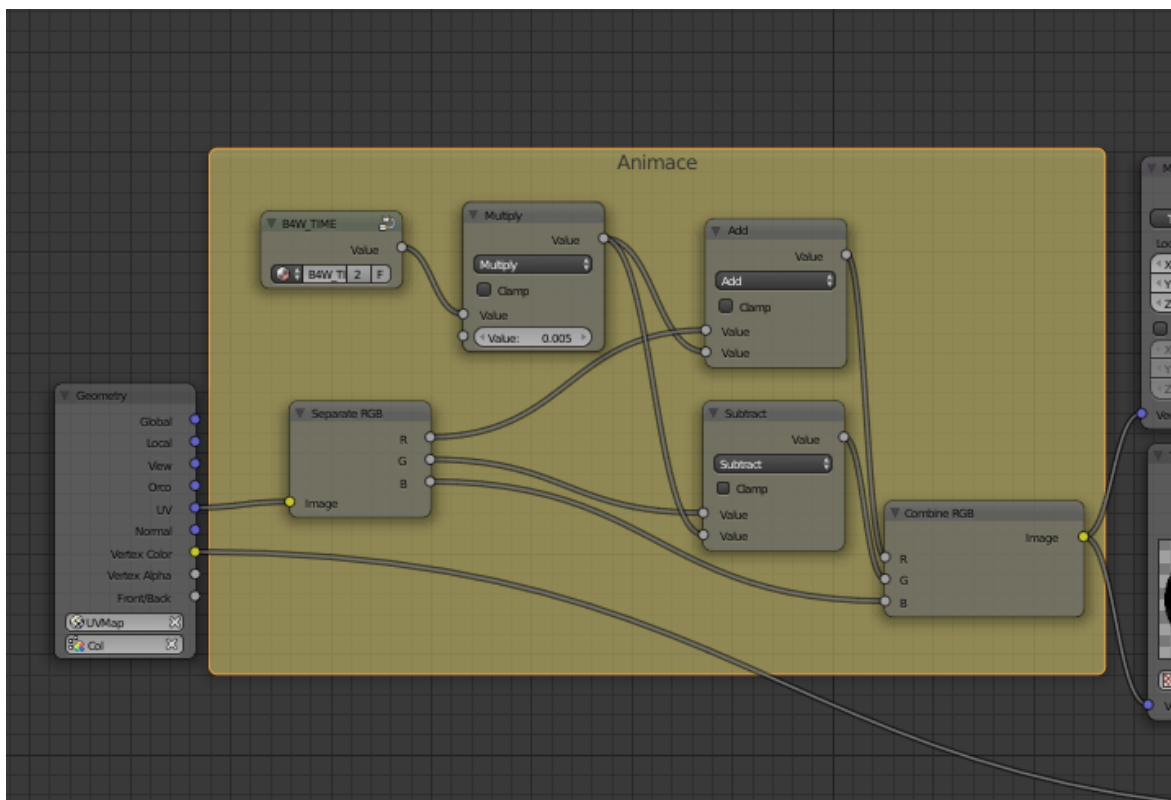 Animace
B4W_TIME
Value
B4W_TI 2 F
Multiply
Value
Multiply
Clamp
Value
Value: 0.005
Add
Value
Add
Clamp
Value
Value
Geometry
Global
Local
View
Orco
UV
Normal
Vertex Color
Vertex Alpha
Front/Back
UVMap
Col
Separate RGB
R
G
B
Image
Subtract
Value
Subtract
Clamp
Value
Value
Combine RGB
Image
R
G
B
M
Loc
X
Y
Z
X
Y
Z
Vec
V